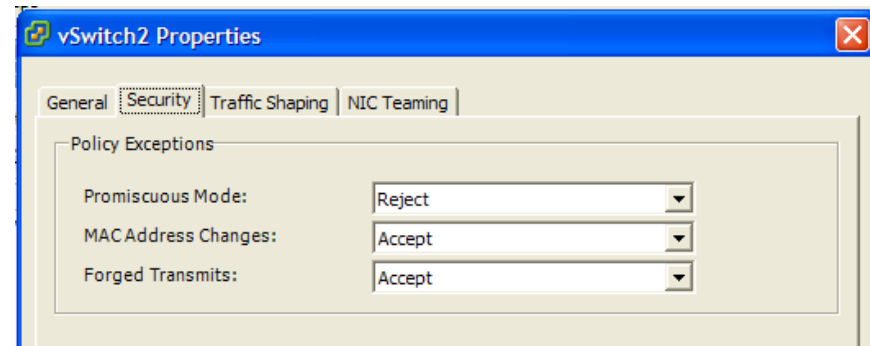 vSwitch2 Properties
General Security Traffic Shaping NIC Teaming
Policy Exceptions
Promiscuous Mode: Reject
MAC Address Changes: Accept
Forged Transmits: Accept